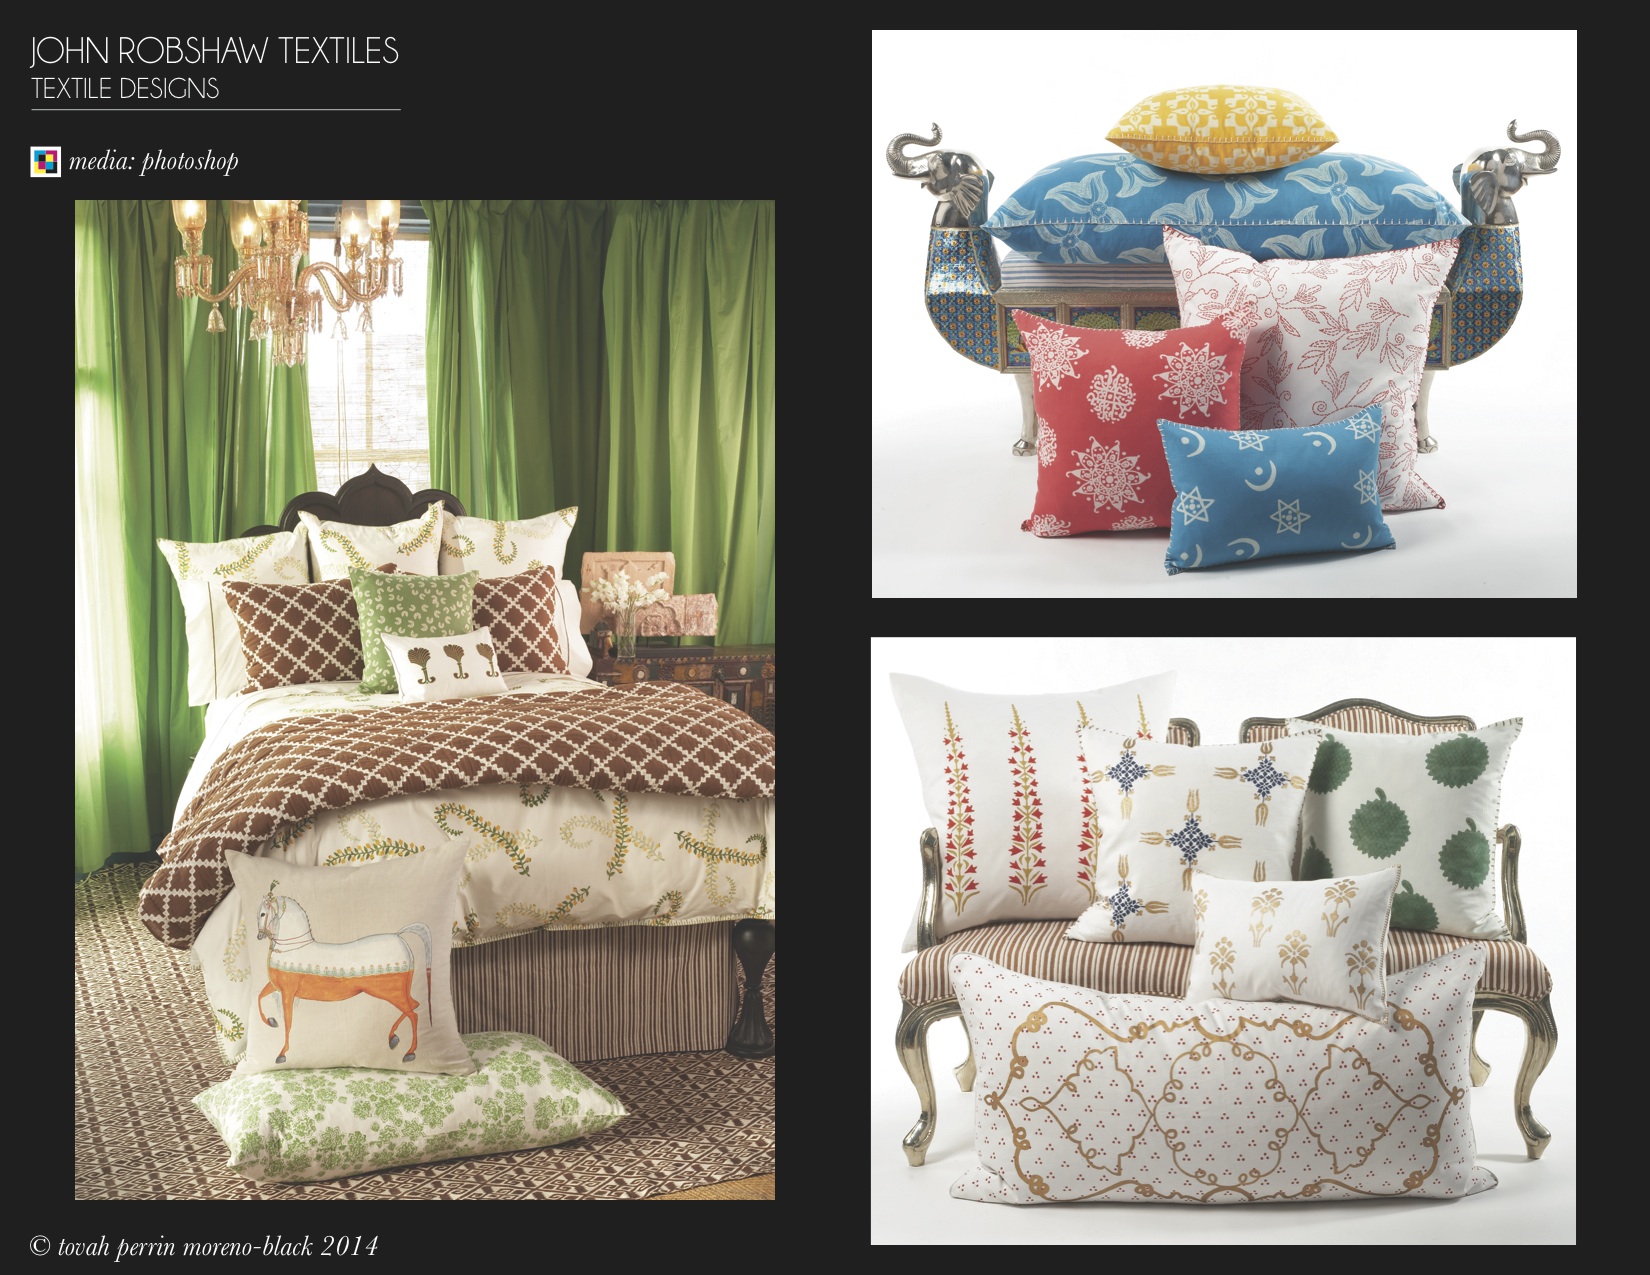 JOHN ROBSHAW TEXTILES
TEXTILE DESIGNS
media: photoshop
© tovah perrin moreno-black 2014